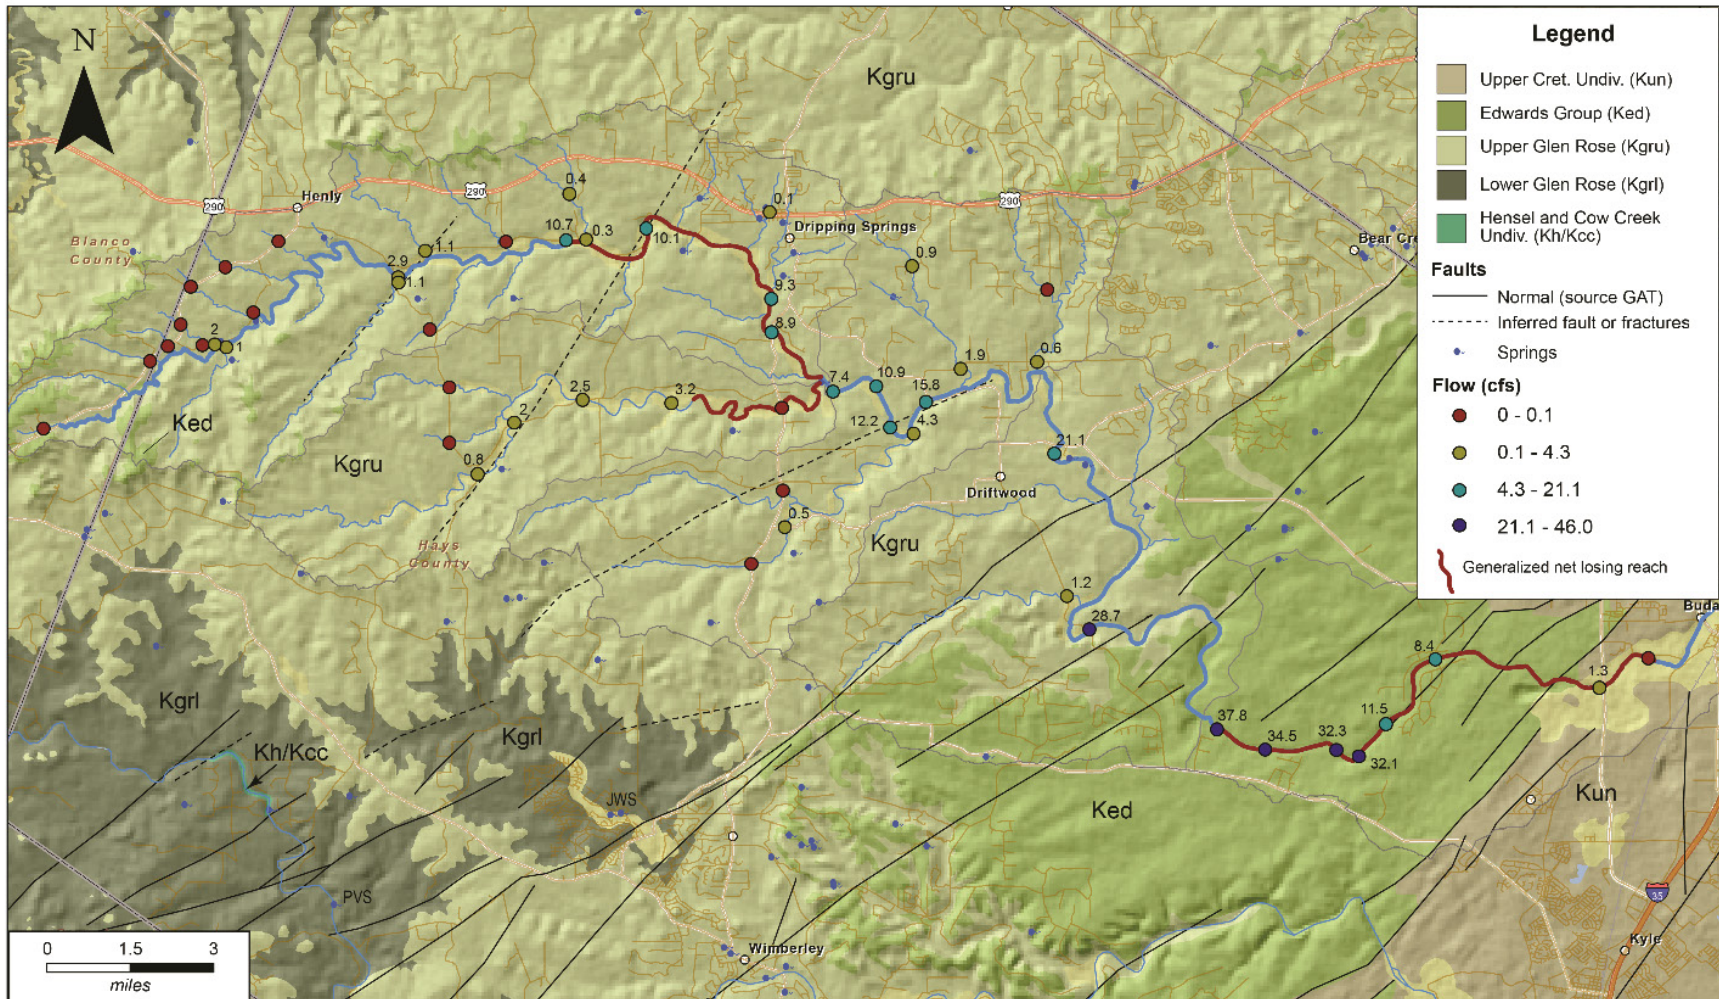 N
Kgru
Legend
Upper Cret. Undiv. (Kun)
Edwards Group (Ked)
Upper Glen Rose (Kgru)
Lower Glen Rose (Kgrl)
Hensel and Cow Creek
Undiv. (Kh/Kcc)
Faults
Normal (source GAT)
Inferred fault or fractures
Springs
Flow (cfs)
0 - 0.1
0.1 - 4.3
4.3 - 21.1
21.1 - 46.0
Generalized net losing reach
290
Henly
290
0.4
0.1
290
Dripping Springs
Blanco
County
1.1
10.7
0.3
10.1
Bear Cre
2.9
1.1
0.9
9.3
8.9
2
1
0.6
1.9
7.4
10.9
15.8
2.5
3.2
Ked
2
12.2
4.3
21.1
Kgru
0.8
Driftwood
0.5
Hays
County
Kgru
1.2
28.7
Buda
8.4
1.3
Kgrl
37.8
34.5
32.3
11.5
32.1
Kgrl
Kh/Kcc
JWS
Ked
Kun
PVS
35
Wimberley
Kyle
0
1.5
3
miles